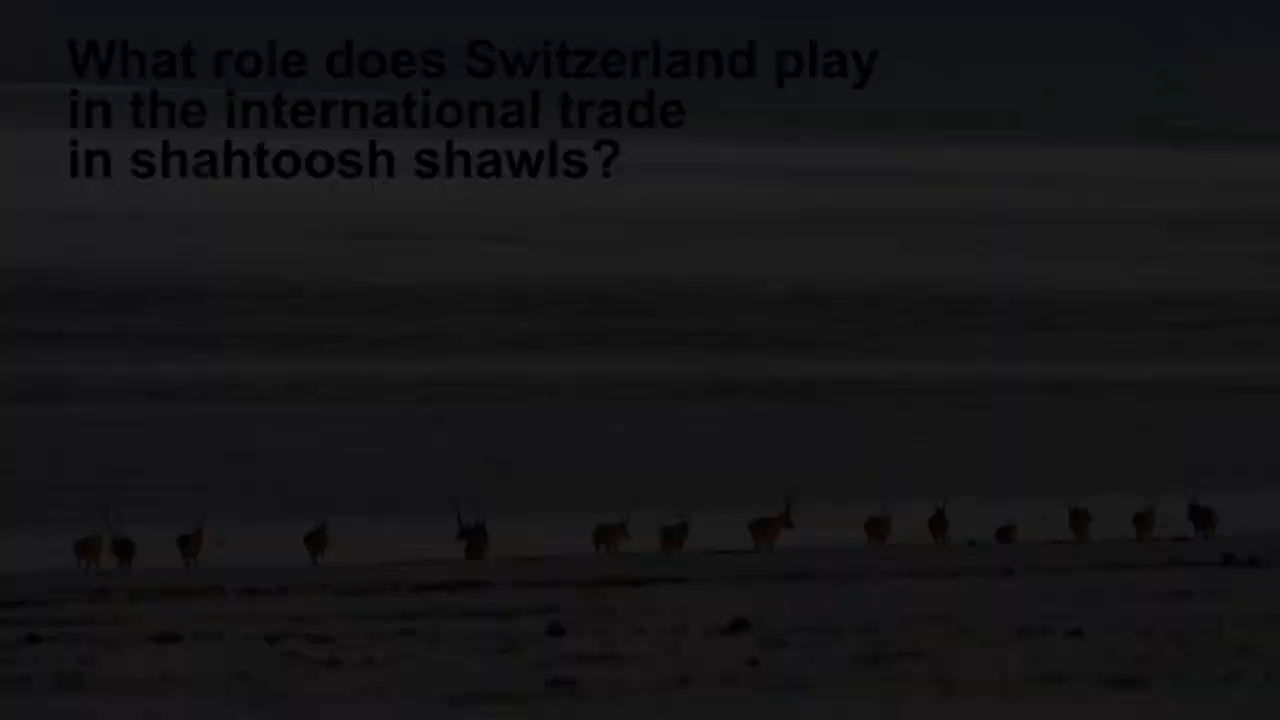 What role does Switzerland play
in the international trade
in shahtoosh shawls?